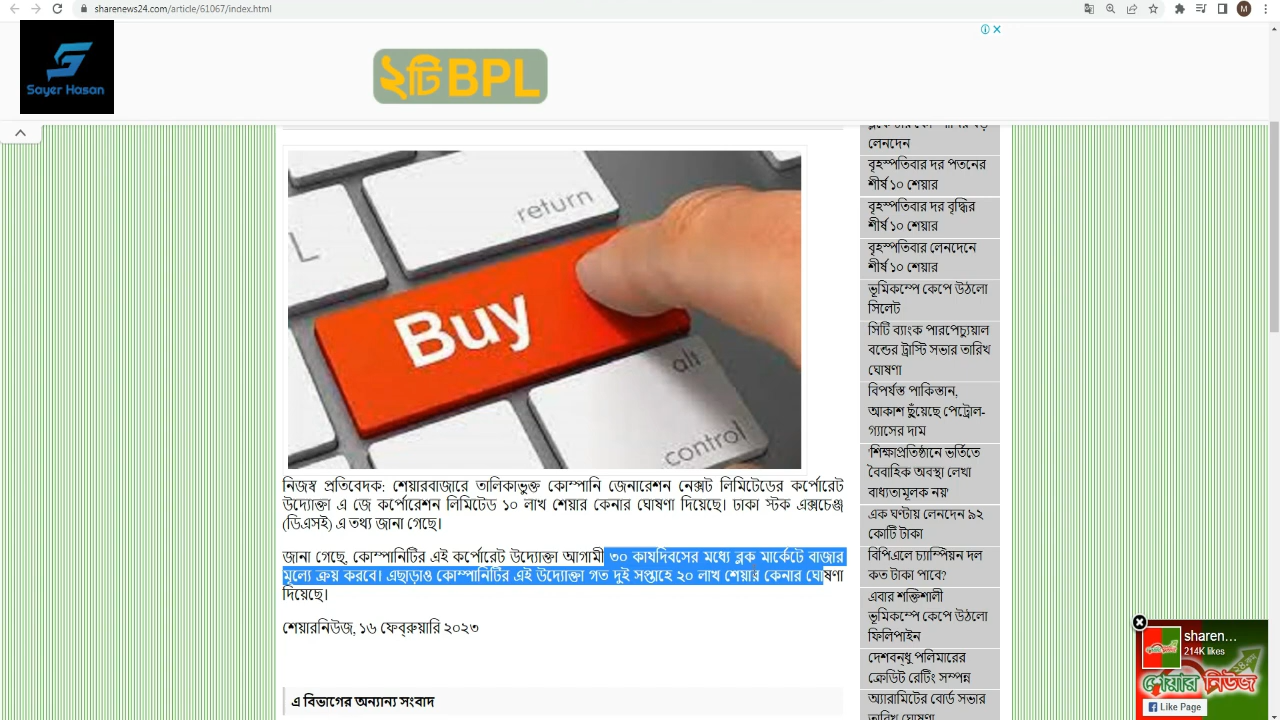 sharenews24.com/article/61067/index.html
M
Sayer Hasan
২টি BPL
return
L
Buy
alt
control
নিজস্ব প্রতিবেদক: শেয়ারবাজারে তালিকাভুক্ত কোম্পানি জেনারেশন নেক্সট লিমিটেডের কর্পোরেট
উদ্যোক্তা এ জে কর্পোরেশন লিমিটেড ১০ লাখ শেয়ার কেনার ঘোষণা দিয়েছে। ঢাকা স্টক এক্সচেঞ্জ
(ডিএসই) এ তথ্য জানা গেছে।
জানা গেছে, কোম্পানিটির এই কর্পোরেট উদ্যোক্তা আগামী ৩০ কাযদিবসের মধ্যে ব্লক মার্কেটে বাজার
মূল্যে ক্রয় করবে। এছাড়াও কোম্পানিটির এই উদ্যোক্তা গত দুই সপ্তাহে ২০ লাখ শেয়ার কেনার ঘোষণা
দিয়েছে।
শেয়ারনিউজ, ১৬ ফেব্রুয়ারি ২০২৩
এ বিভাগের অন্যান্য সংবাদ
লেনদেন
বৃহস্পতিবার দর পতনের
শীর্ষ ১০ শেয়ার
বৃহস্পতিবার দর বৃদ্ধির
শীর্ষ ১০ শেয়ার
বৃহস্পতিবার লেনদেনে
শীর্ষ ১০ শেয়ার
ভূমিকম্পে কেপে উঠলো
সিলেট
সিটি ব্যাংক পারপেচ্যুয়াল
বন্ডের ট্রাস্টি সভার তারিখ
ঘোষণা
বিপর্যস্ত পাকিস্তান,
আকাশ ছুঁয়েছে পেট্রোল-
গ্যাসের দাম
'শিক্ষাপ্রতিষ্ঠানে ভর্তিতে
বৈবাহিক অবস্থা লেখা
বাধ্যতামূলক নয়'
এক ঘণ্টায় লেনদেন ৯২
কোটি টাকা
বিপিএলে চ্যাম্পিয়ন দল
কত টাকা পাবে?
এবার শক্তিশালী
ভূমিকম্পে কেপে উঠলো
ফিলিপাইন
দেশবন্ধু পলিমারের
ক্রেডিট রেটিং সম্পন্ন
অ্যারামিটের বোর্ড সভার
তারিখ ঘোষণা
sharen...
214K likes
শেয়ার নিউজ
Like Page